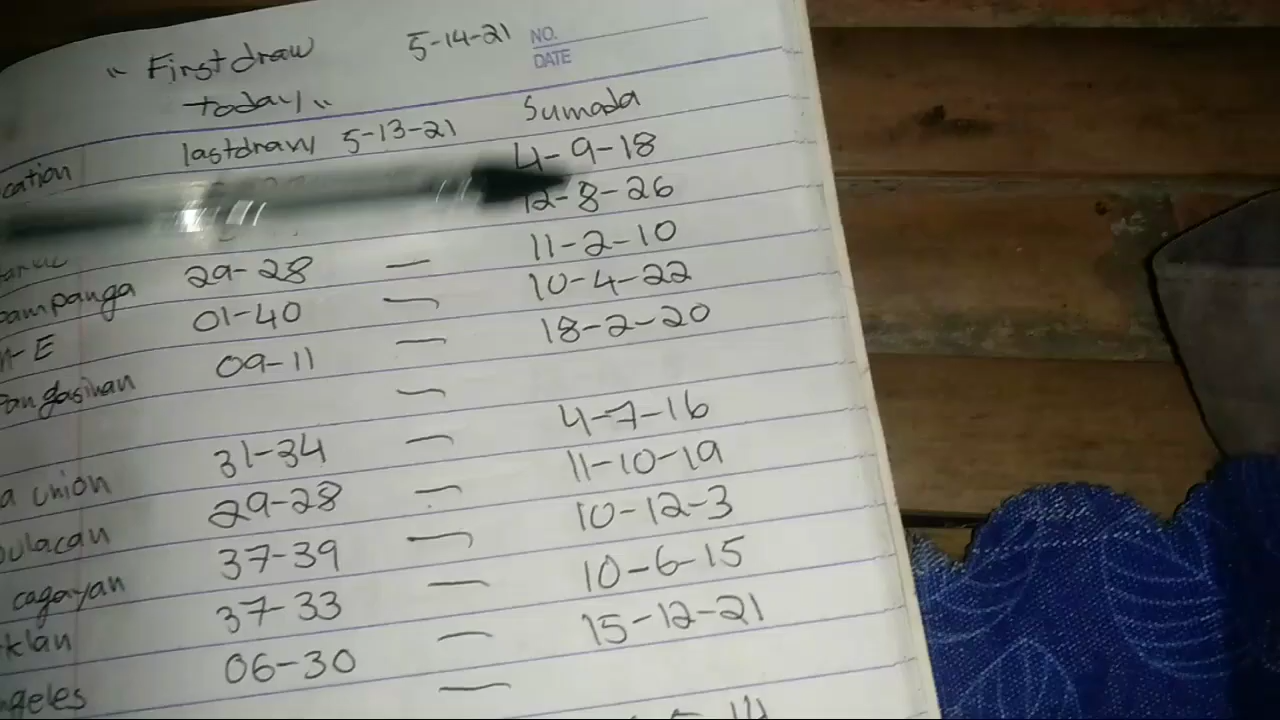 " First draw 5-14-21 NO.
today " DATE
cation lastdraw 5-13-21 Sumada
4-9-18
12-8-26
29-28 — 11-2-10
ampanga 01-40 — 10-4-22
n-E 09-11 — 18-2-20
Pangasinan —
31-34 — 4-7-16
a union 29-28 — 11-10-19
bulacan 37-39 — 10-12-3
cagayan 37-33 — 10-6-15
klan 06-30 — 15-12-21
ngeles —